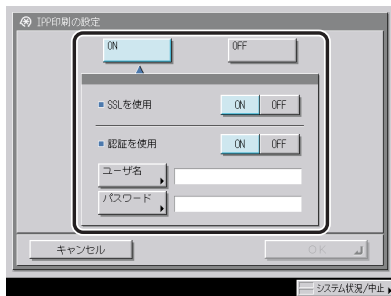 IPP印刷の設定
ON OFF
SSLを使用 ON OFF
認証を使用 ON OFF
ユーザ名
パスワード
キャンセル OK
システム状況/中止